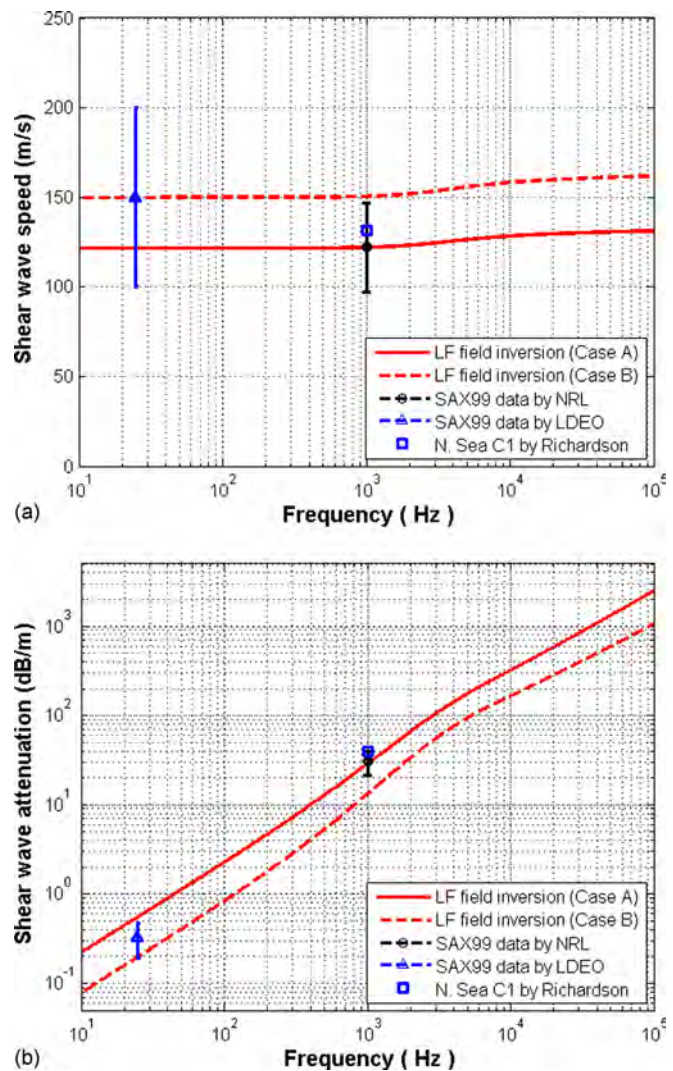 250
200
150
100
50
0
Shear wave speed (m/s)
LF field inversion (Case A)
LF field inversion (Case B)
SAX99 data by NRL
SAX99 data by LDEO
N. Sea C1 by Richardson
10^1 10^2 10^3 10^4 10^5
(a) Frequency ( Hz )
10^3
10^2
10^1
10^0
10^-1
Shear wave attenuation (dB/m)
LF field inversion (Case A)
LF field inversion (Case B)
SAX99 data by NRL
SAX99 data by LDEO
N. Sea C1 by Richardson
10^1 10^2 10^3 10^4 10^5
(b) Frequency ( Hz )